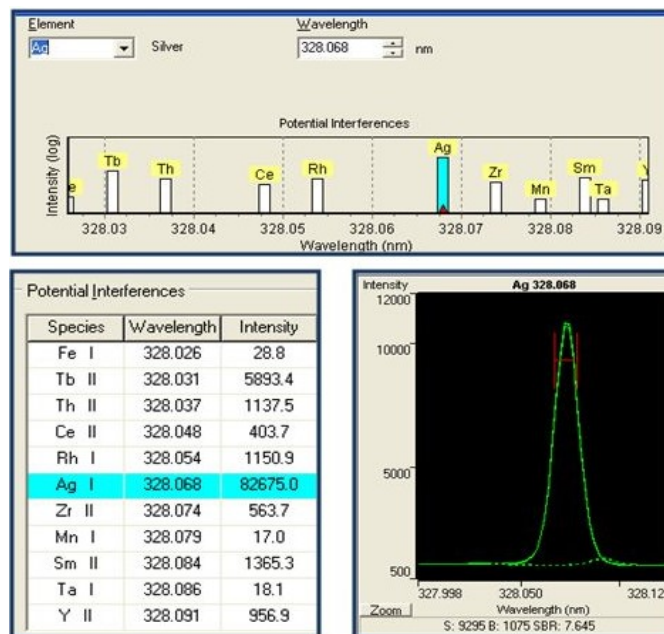 Element
Wavelength
Ag Silver 328.068 nm
Potential Interferences
Intensity (log)
e Tb Th Ce Rh Ag Zr Mn Sm Ta Y
328.03 328.04 328.05 328.06 328.07 328.08 328.09
Wavelength (nm)
Potential Interferences
Species Wavelength Intensity
Fe I 328.026 28.8
Tb II 328.031 5893.4
Th II 328.037 1137.5
Ce II 328.048 403.7
Rh I 328.054 1150.9
Ag I 328.068 82675.0
Zr II 328.074 563.7
Mn I 328.079 17.0
Sm II 328.084 1365.3
Ta I 328.086 18.1
Y II 328.091 956.9
Intensity Ag 328.068
12000
10000
5000
500
327.998 328.050 328.12
Zoom Wavelength (nm)
S: 9295 B: 1075 SBR: 7.645